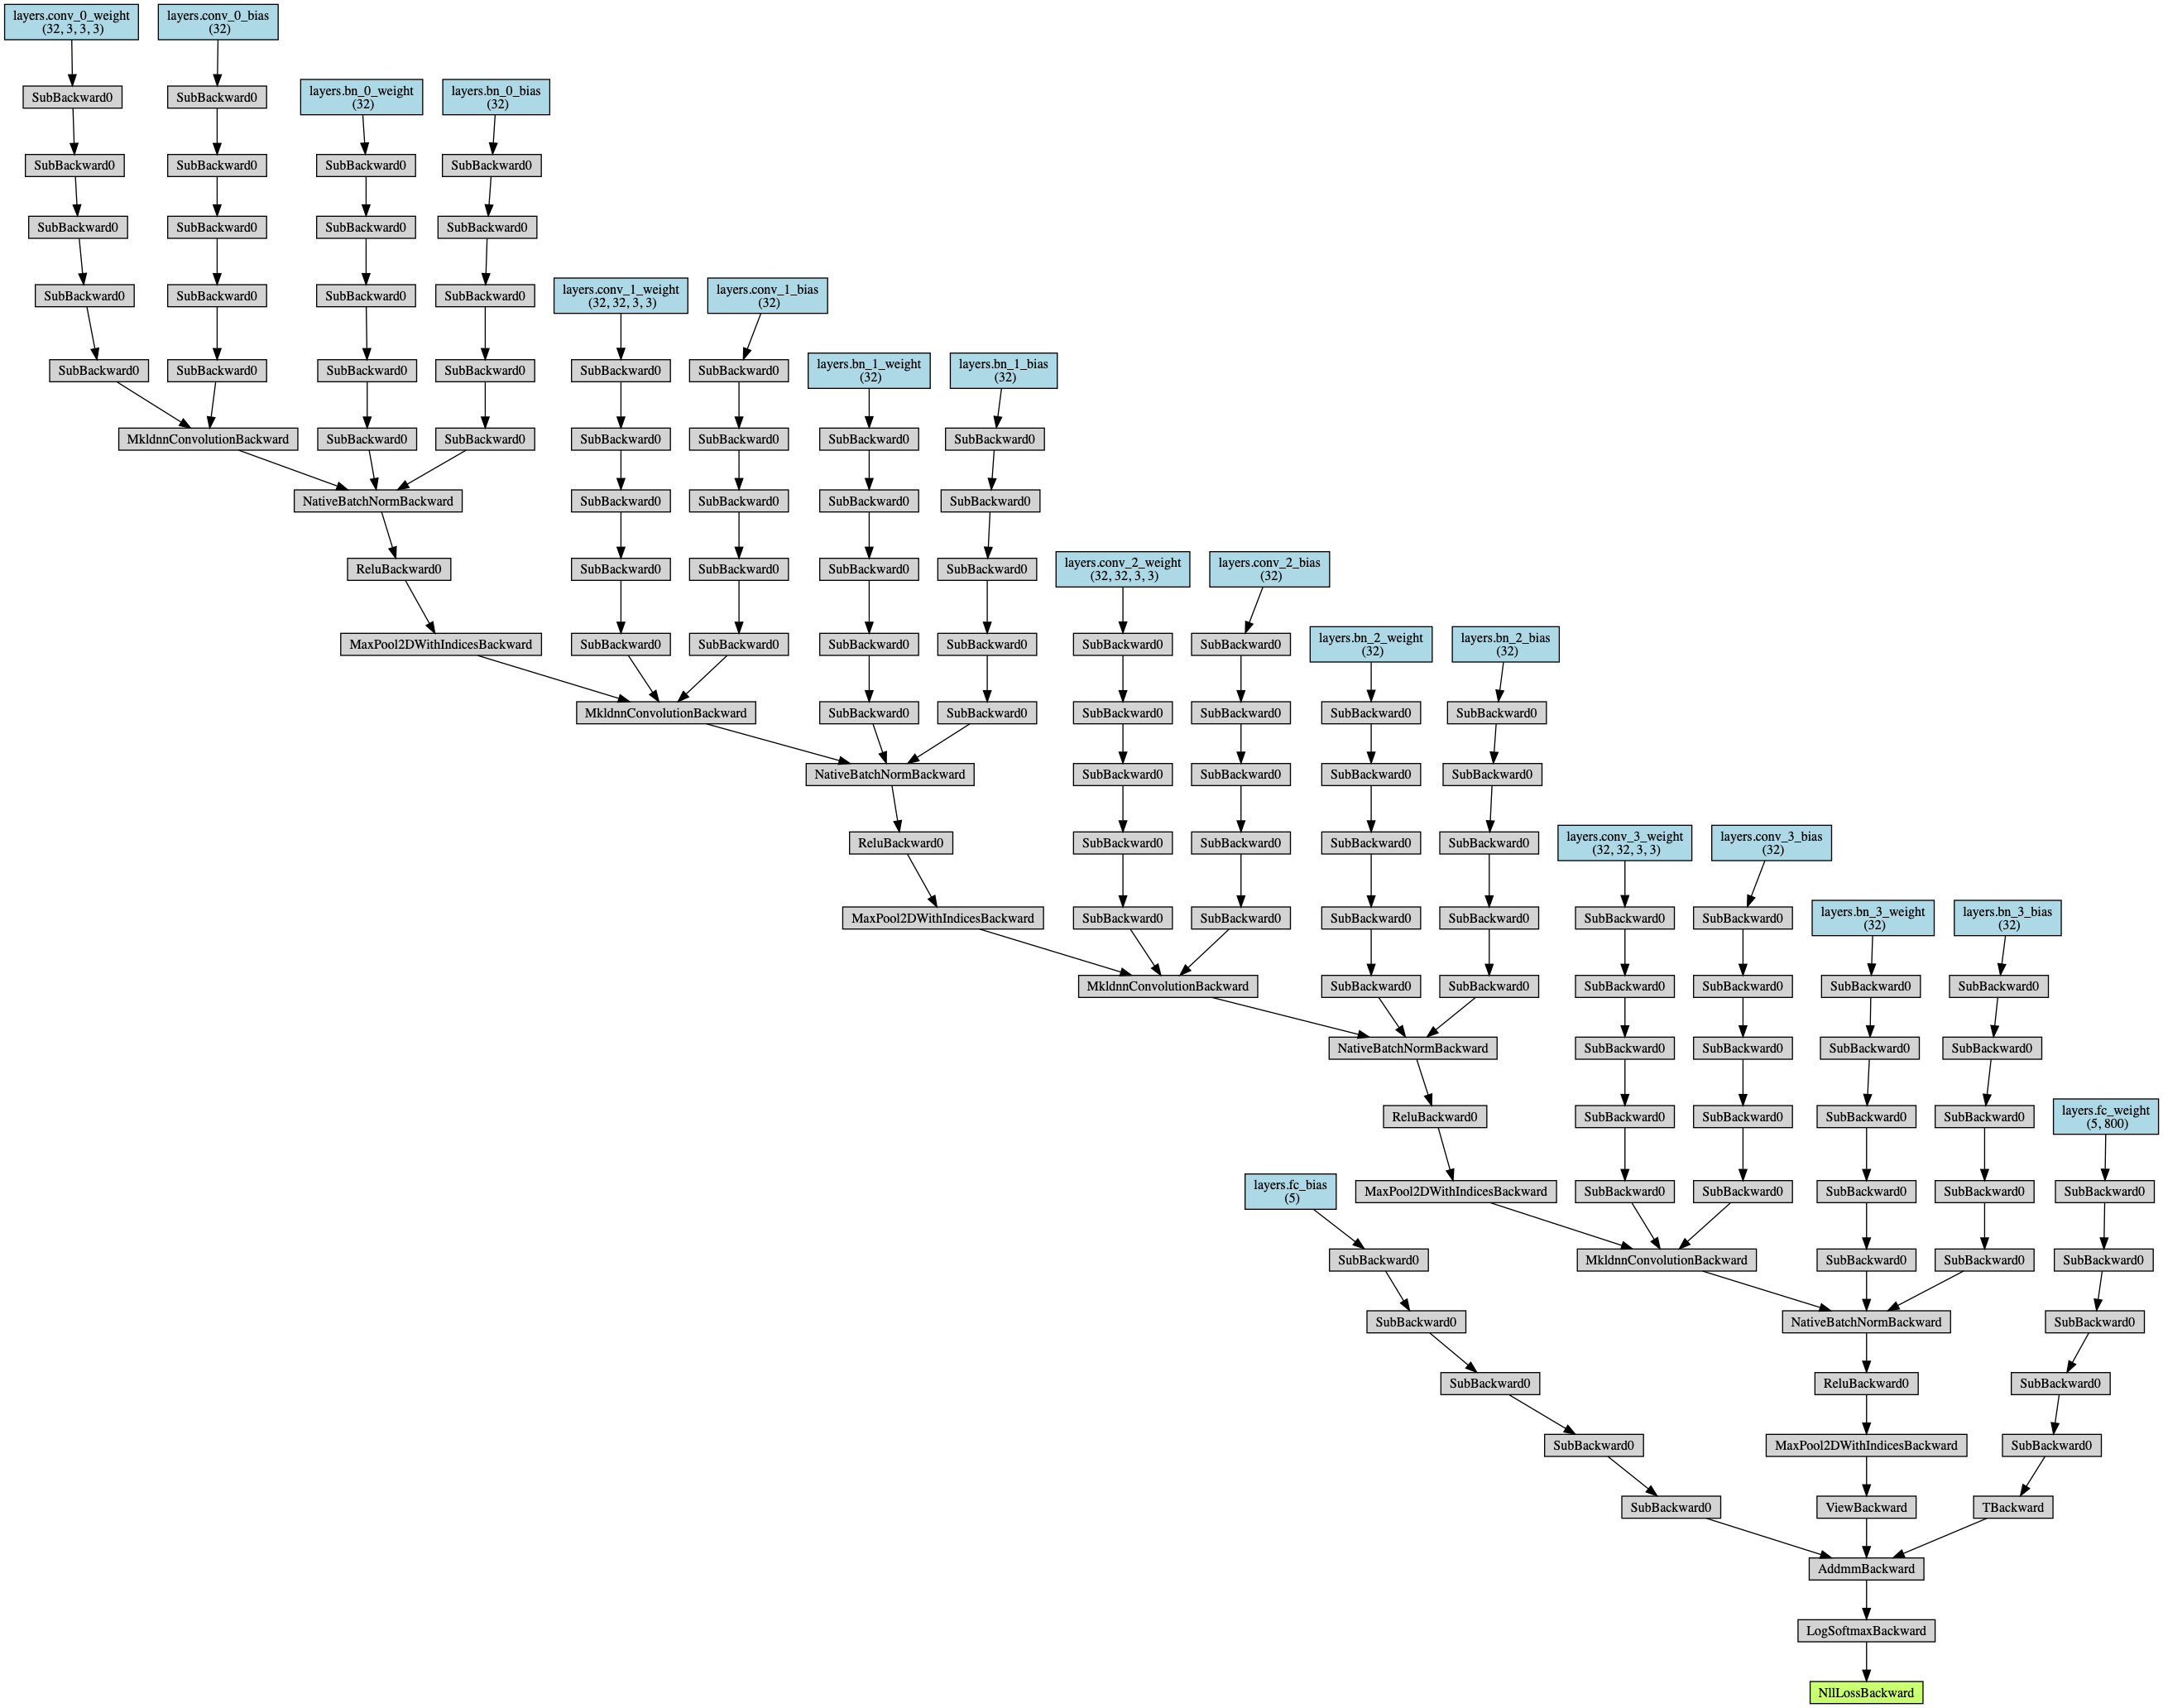 layers.conv_0_weight
(32, 3, 3, 3)
layers.conv_0_bias
(32)
SubBackward0
SubBackward0
layers.bn_0_weight
(32)
layers.bn_0_bias
(32)
SubBackward0
SubBackward0
SubBackward0
SubBackward0
SubBackward0
SubBackward0
SubBackward0
SubBackward0
SubBackward0
SubBackward0
SubBackward0
SubBackward0
layers.conv_1_weight
(32, 32, 3, 3)
layers.conv_1_bias
(32)
SubBackward0
SubBackward0
SubBackward0
SubBackward0
SubBackward0
SubBackward0
layers.bn_1_weight
(32)
layers.bn_1_bias
(32)
MkldnnConvolutionBackward
SubBackward0
SubBackward0
SubBackward0
SubBackward0
SubBackward0
SubBackward0
NativeBatchNormBackward
SubBackward0
SubBackward0
SubBackward0
SubBackward0
ReluBackward0
SubBackward0
SubBackward0
SubBackward0
SubBackward0
layers.conv_2_weight
(32, 32, 3, 3)
layers.conv_2_bias
(32)
MaxPool2DWithIndicesBackward
SubBackward0
SubBackward0
SubBackward0
SubBackward0
SubBackward0
SubBackward0
layers.bn_2_weight
(32)
layers.bn_2_bias
(32)
MkldnnConvolutionBackward
SubBackward0
SubBackward0
SubBackward0
SubBackward0
SubBackward0
SubBackward0
NativeBatchNormBackward
SubBackward0
SubBackward0
SubBackward0
SubBackward0
ReluBackward0
SubBackward0
SubBackward0
SubBackward0
SubBackward0
layers.conv_3_weight
(32, 32, 3, 3)
layers.conv_3_bias
(32)
MaxPool2DWithIndicesBackward
SubBackward0
SubBackward0
SubBackward0
SubBackward0
SubBackward0
SubBackward0
layers.bn_3_weight
(32)
layers.bn_3_bias
(32)
MkldnnConvolutionBackward
SubBackward0
SubBackward0
SubBackward0
SubBackward0
SubBackward0
SubBackward0
NativeBatchNormBackward
SubBackward0
SubBackward0
SubBackward0
SubBackward0
ReluBackward0
SubBackward0
SubBackward0
SubBackward0
SubBackward0
layers.fc_weight
(5, 800)
layers.fc_bias
(5)
MaxPool2DWithIndicesBackward
SubBackward0
SubBackward0
SubBackward0
SubBackward0
SubBackward0
SubBackward0
MkldnnConvolutionBackward
SubBackward0
SubBackward0
SubBackward0
SubBackward0
NativeBatchNormBackward
SubBackward0
SubBackward0
ReluBackward0
SubBackward0
SubBackward0
MaxPool2DWithIndicesBackward
SubBackward0
SubBackward0
ViewBackward
TBackward
AddmmBackward
LogSoftmaxBackward
NllLossBackward